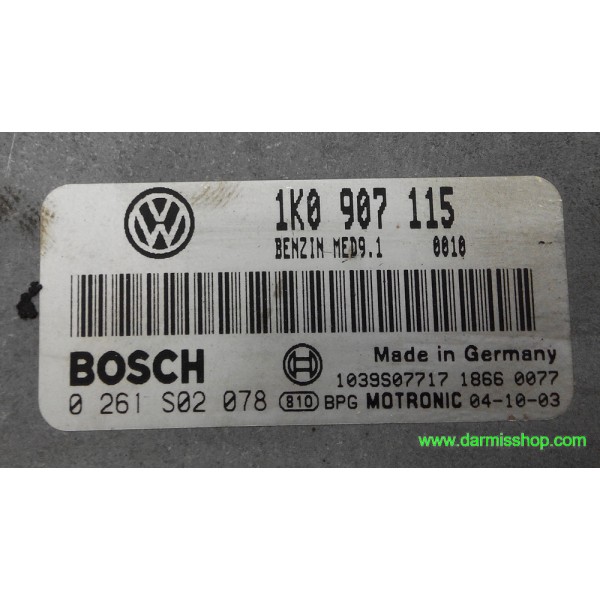 VW
1K0 907 115
BENZIN MED9.1 0010
BOSCH
Made in Germany
1039S07717 1866 0077
0 261 S02 078 810 BPG MOTRONIC 04-10-03
www.darmisshop.com